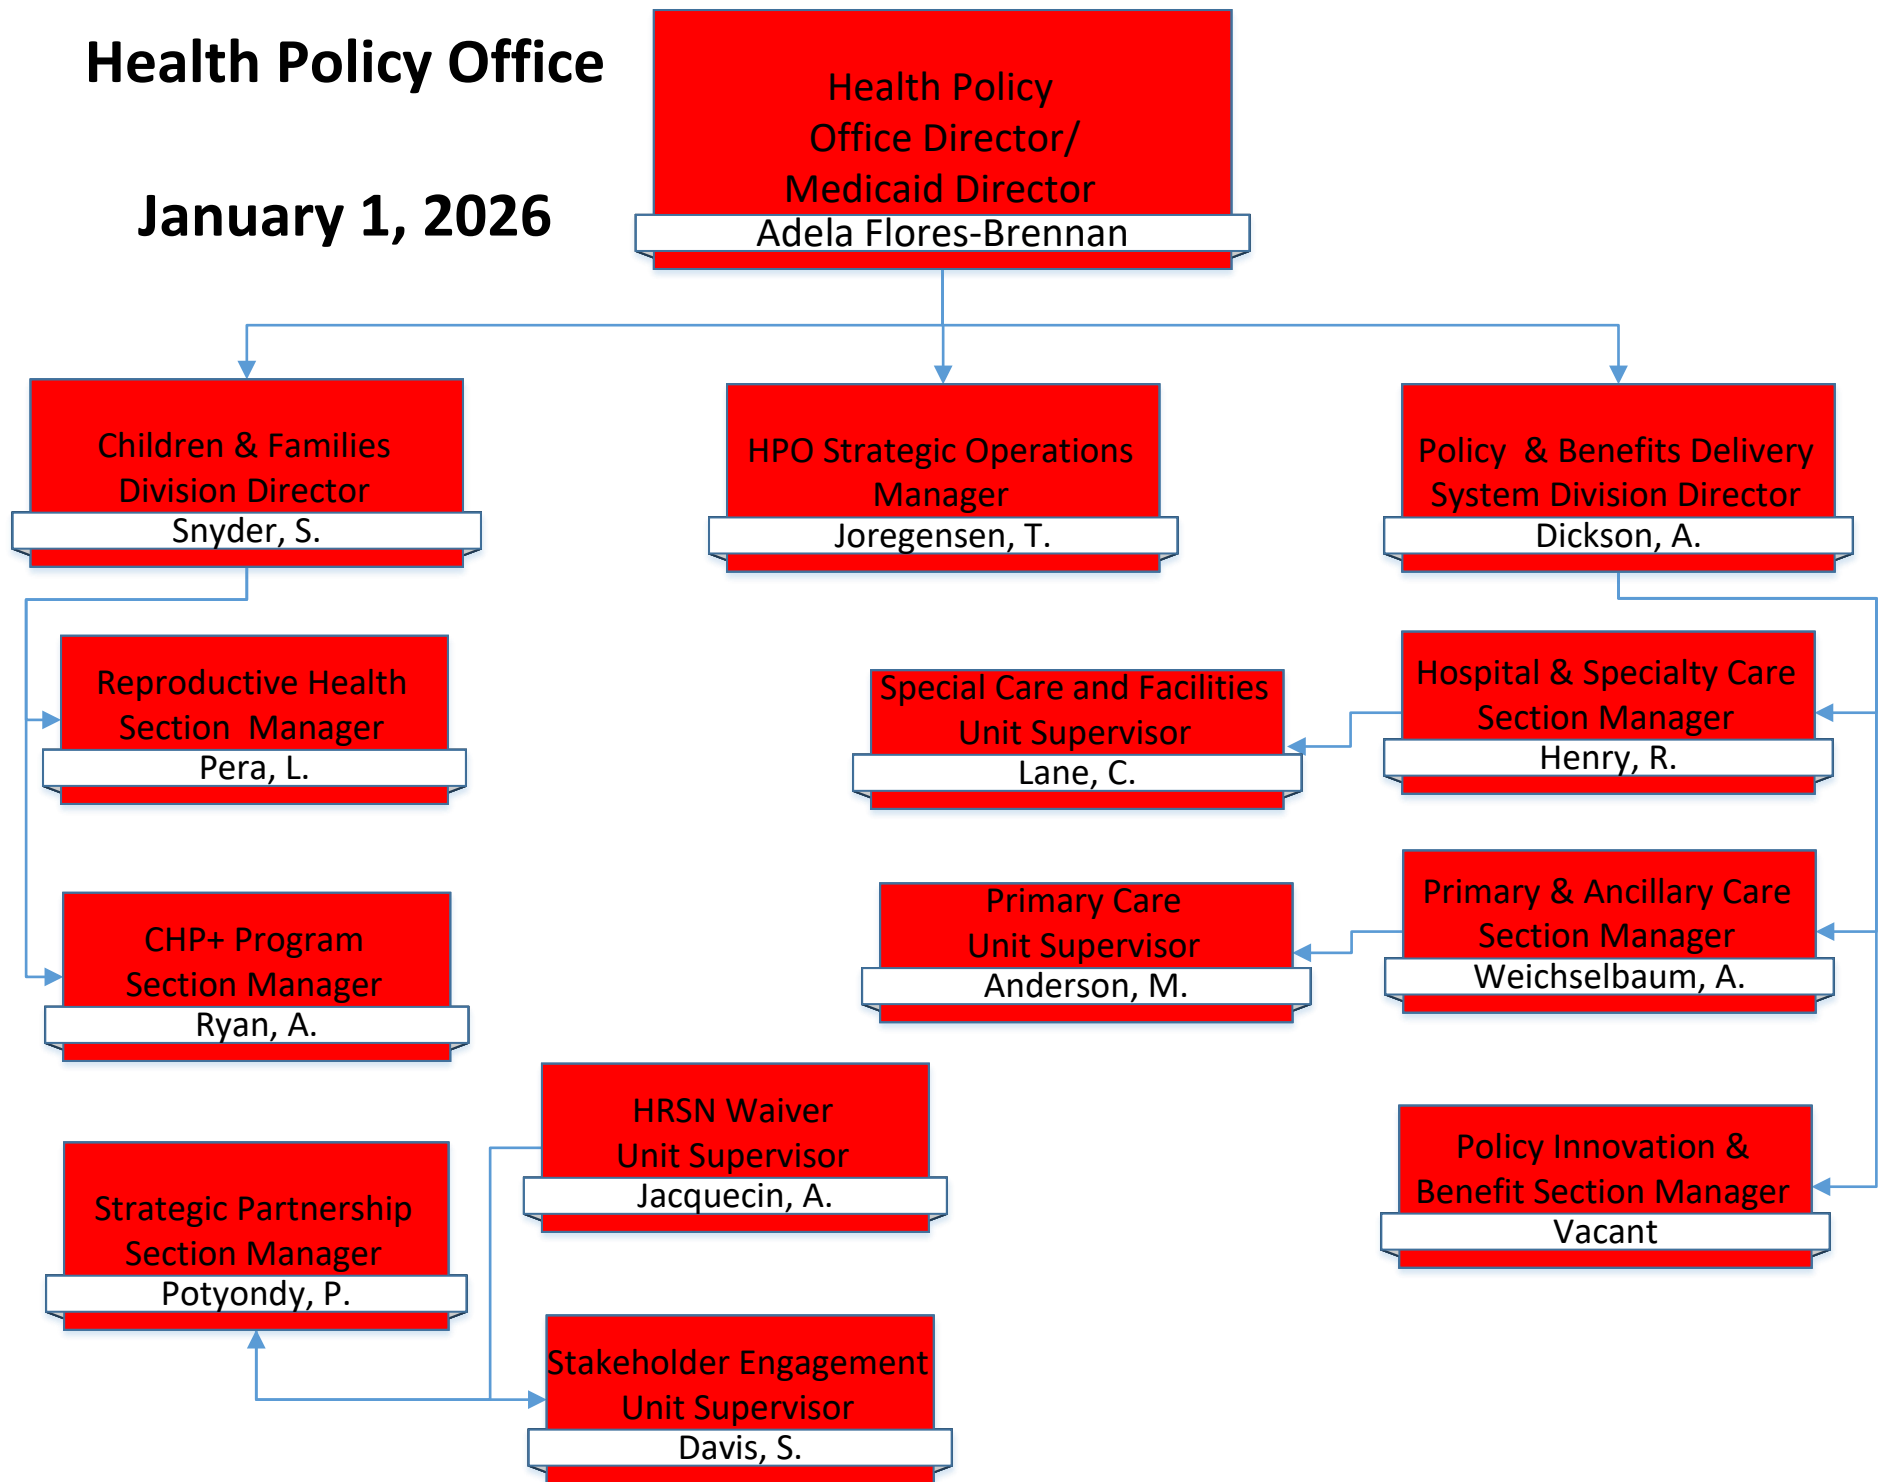 Health Policy Office
January 1, 2026
Health Policy
Office Director/
Medicaid Director
Adela Flores-Brennan
Children & Families
Division Director
Snyder, S.
HPO Strategic Operations
Manager
Joregensen, T.
Policy & Benefits Delivery
System Division Director
Dickson, A.
Reproductive Health
Section Manager
Pera, L.
Special Care and Facilities
Unit Supervisor
Lane, C.
Hospital & Specialty Care
Section Manager
Henry, R.
CHP+ Program
Section Manager
Ryan, A.
Primary Care
Unit Supervisor
Anderson, M.
Primary & Ancillary Care
Section Manager
Weichselbaum, A.
HRSN Waiver
Unit Supervisor
Jacquecin, A.
Strategic Partnership
Section Manager
Potyondy, P.
Policy Innovation &
Benefit Section Manager
Vacant
Stakeholder Engagement
Unit Supervisor
Davis, S.